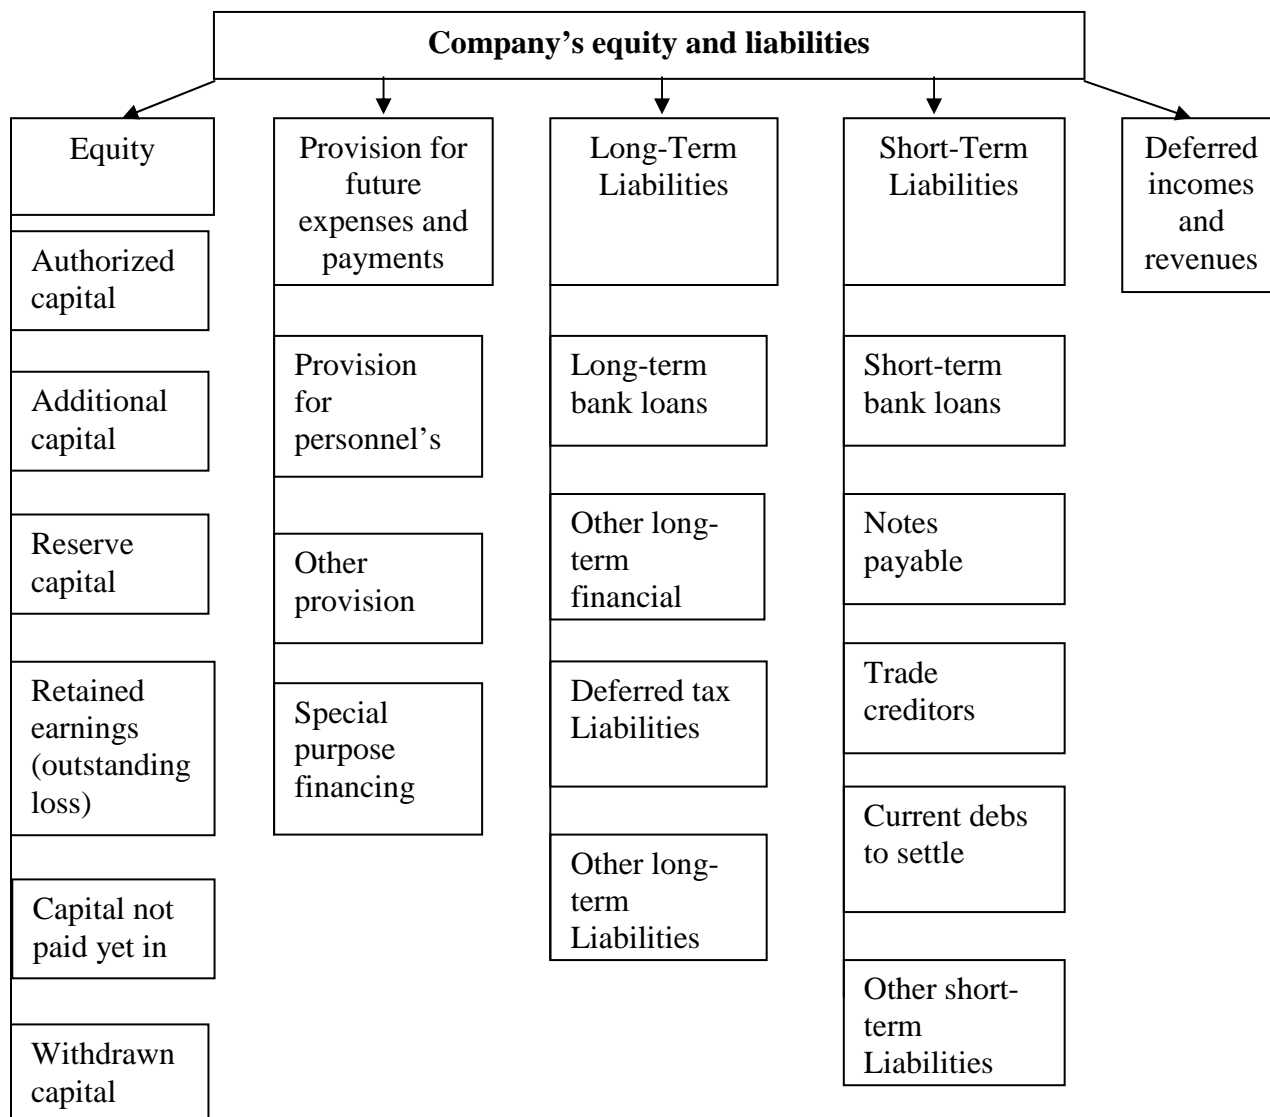 Company’s equity and liabilities
Equity
Authorized
capital
Additional
capital
Reserve
capital
Retained
earnings
(outstanding
loss)
Capital not
paid yet in
Withdrawn
capital
Provision for
future
expenses and
payments
Provision
for
personnel’s
Other
provision
Special
purpose
financing
Long-Term
Liabilities
Long-term
bank loans
Other long-
term
financial
Deferred tax
Liabilities
Other long-
term
Liabilities
Short-Term
Liabilities
Short-term
bank loans
Notes
payable
Trade
creditors
Current debs
to settle
Other short-
term
Liabilities
Deferred
incomes
and
revenues